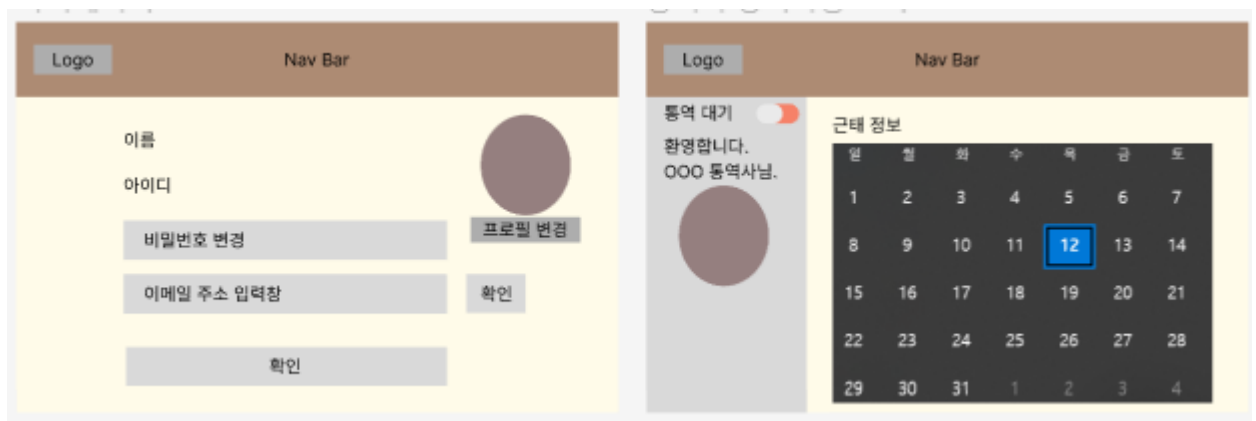 Logo
Nav Bar
이름
아이디
프로필 변경
비밀번호 변경
이메일 주소 입력창
확인
확인
Logo
Nav Bar
통역 대기
환영합니다.
OOO 통역사님.
근태 정보
일 월 화 수 목 금 토
1 2 3 4 5 6 7
8 9 10 11 12 13 14
15 16 17 18 19 20 21
22 23 24 25 26 27 28
29 30 31 1 2 3 4